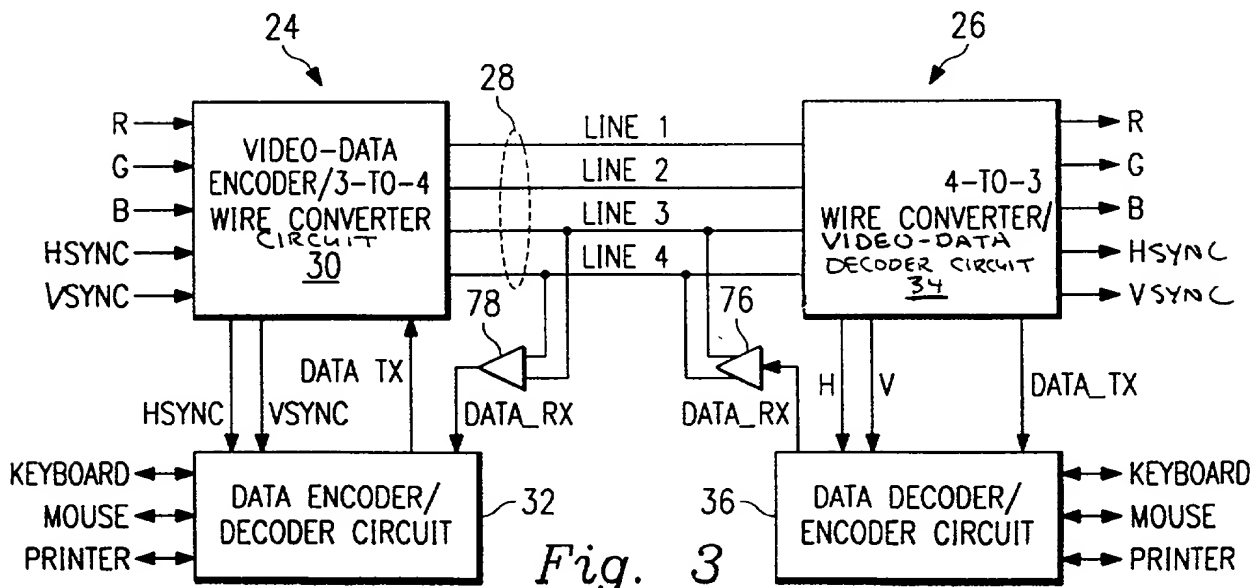 24
26
28
R
G
B
HSYNC
VSYNC
VIDEO-DATA
ENCODER/3-TO-4
WIRE CONVERTER
CIRCUIT
30
LINE 1
LINE 2
LINE 3
LINE 4
4-TO-3
WIRE CONVERTER/
VIDEO-DATA
DECODER CIRCUIT
34
R
G
B
HSYNC
VSYNC
78
76
HSYNC
VSYNC
DATA TX
DATA_RX
DATA_RX
H
V
DATA_TX
KEYBOARD
MOUSE
PRINTER
DATA ENCODER/
DECODER CIRCUIT
32
36
DATA DECODER/
ENCODER CIRCUIT
KEYBOARD
MOUSE
PRINTER
Fig. 3